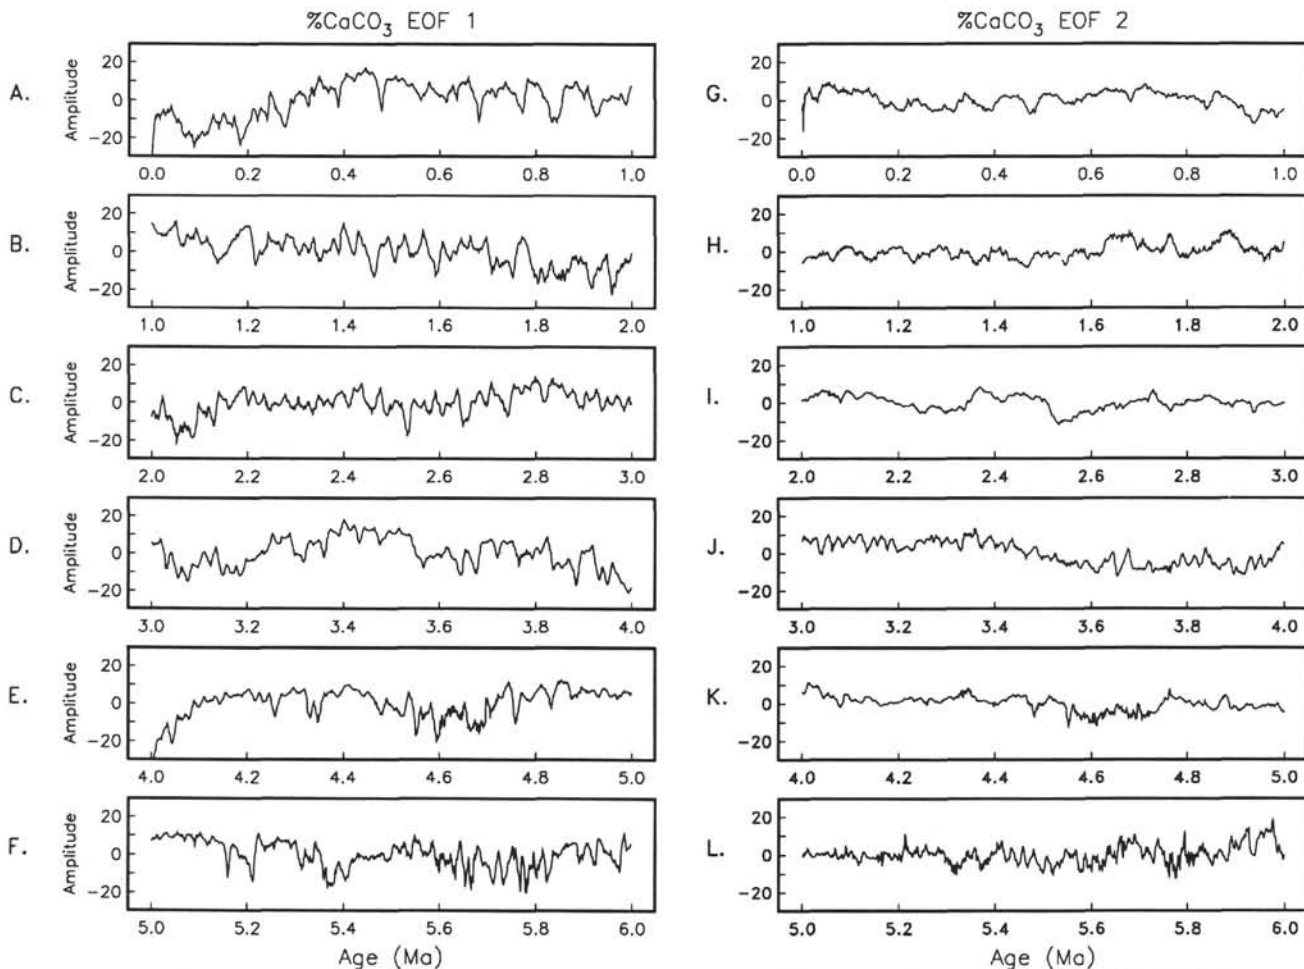 %CaCO3 EOF 1
%CaCO3 EOF 2
A.
Amplitude
20
0
-20
0.0 0.2 0.4 0.6 0.8 1.0
G.
20
0
-20
0.0 0.2 0.4 0.6 0.8 1.0
B.
Amplitude
20
0
-20
1.0 1.2 1.4 1.6 1.8 2.0
H.
20
0
-20
1.0 1.2 1.4 1.6 1.8 2.0
C.
Amplitude
20
0
-20
2.0 2.2 2.4 2.6 2.8 3.0
I.
20
0
-20
2.0 2.2 2.4 2.6 2.8 3.0
D.
Amplitude
20
0
-20
3.0 3.2 3.4 3.6 3.8 4.0
J.
20
0
-20
3.0 3.2 3.4 3.6 3.8 4.0
E.
Amplitude
20
0
-20
4.0 4.2 4.4 4.6 4.8 5.0
K.
20
0
-20
4.0 4.2 4.4 4.6 4.8 5.0
F.
Amplitude
20
0
-20
5.0 5.2 5.4 5.6 5.8 6.0
Age (Ma)
L.
20
0
-20
5.0 5.2 5.4 5.6 5.8 6.0
Age (Ma)